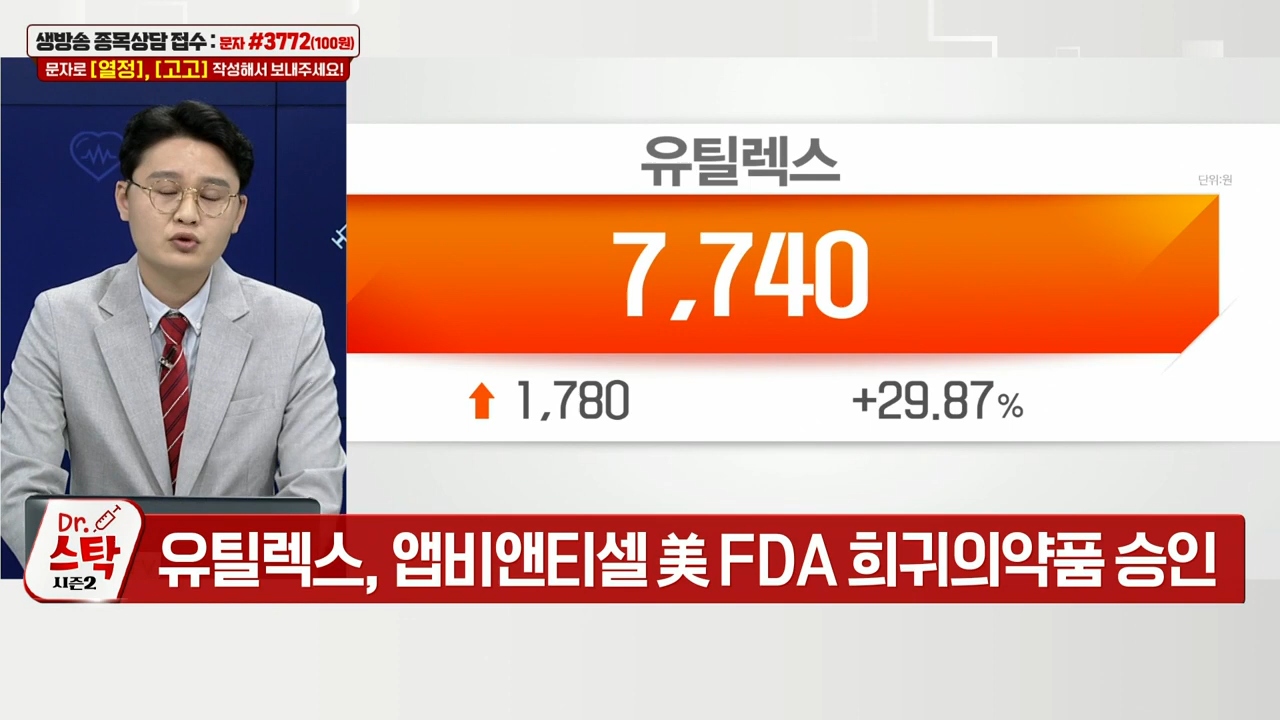 생방송 종목상담 접수 : 문자 #3772(100원)
문자로 [열정], [고고] 작성해서 보내주세요!
유틸렉스
단위:원
7,740
1,780
+29.87%
Dr.
스탁
시즌2
유틸렉스, 앱비앤티셀 美 FDA 희귀의약품 승인